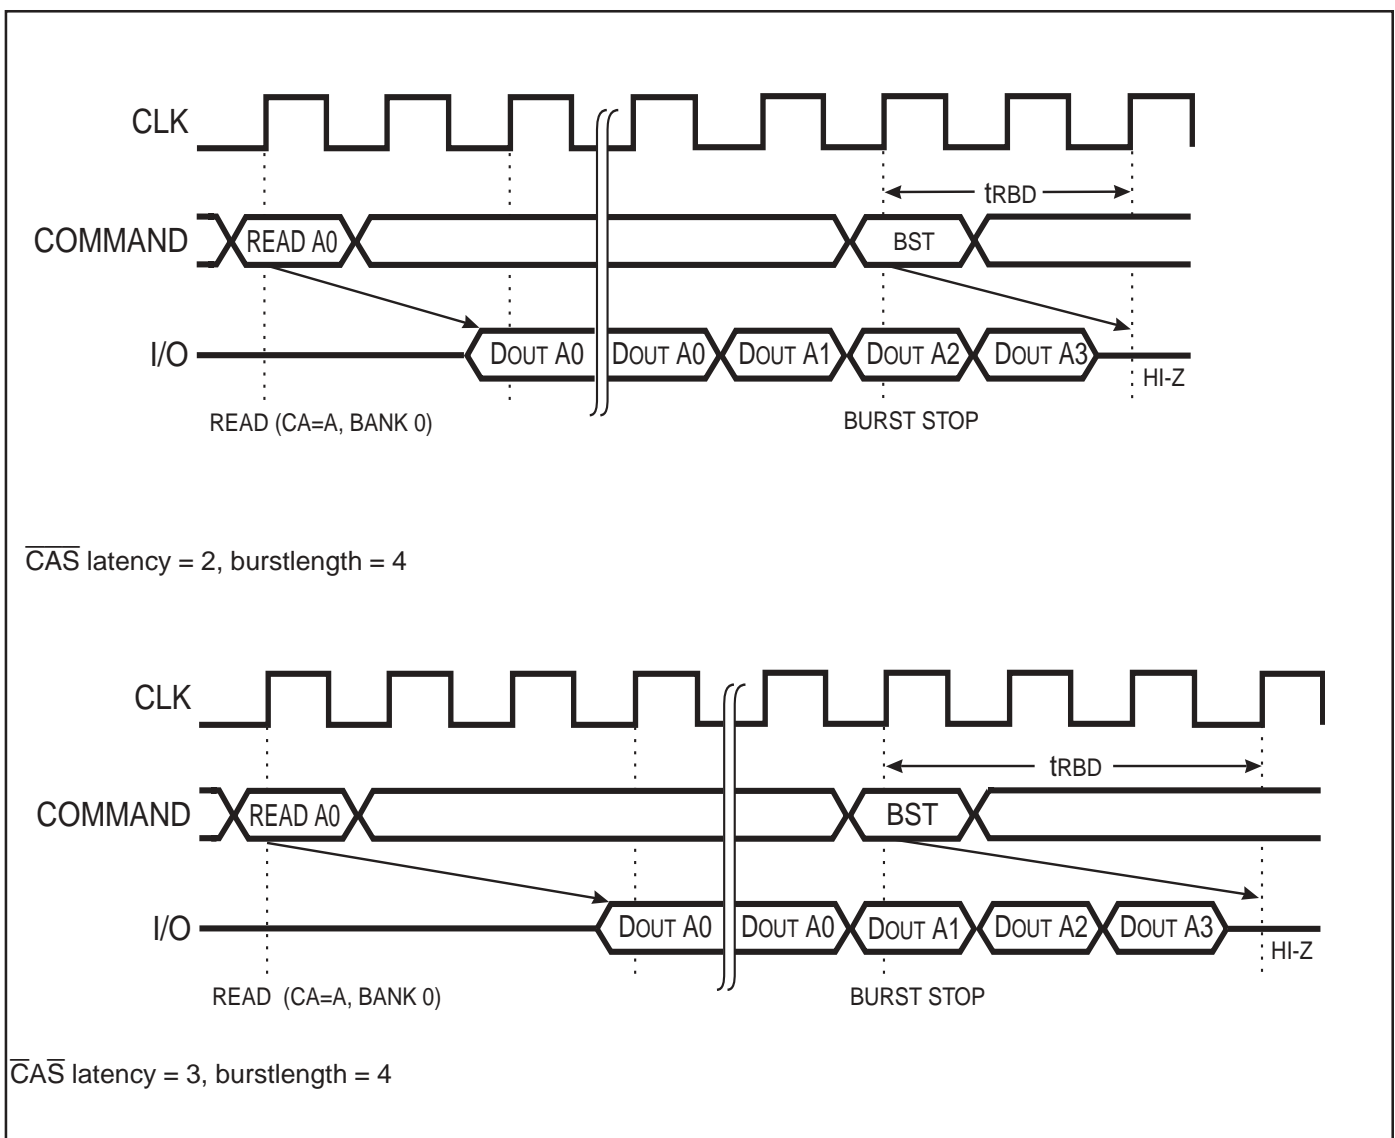 CLK
tRBD
COMMAND READ A0 BST
I/O DOUT A0 DOUT A0 DOUT A1 DOUT A2 DOUT A3
HI-Z
READ (CA=A, BANK 0) BURST STOP
CAS latency = 2, burstlength = 4
CLK
tRBD
COMMAND READ A0 BST
I/O DOUT A0 DOUT A0 DOUT A1 DOUT A2 DOUT A3
HI-Z
READ (CA=A, BANK 0) BURST STOP
CAS latency = 3, burstlength = 4